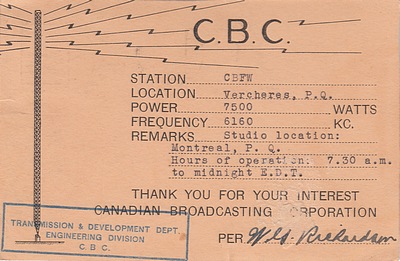 C.B.C.
STATION CBFW
LOCATION Vercheres, P.Q.
POWER 7500 WATTS
FREQUENCY 6160 KC.
REMARKS Studio location:
Montreal, P. Q.
Hours of operation: 7.30 a.m.
to midnight E.D.T.
THANK YOU FOR YOUR INTEREST
CANADIAN BROADCASTING CORPORATION
TRANSMISSION & DEVELOPMENT DEPT.
ENGINEERING DIVISION
C.B.C.
PER Richardson